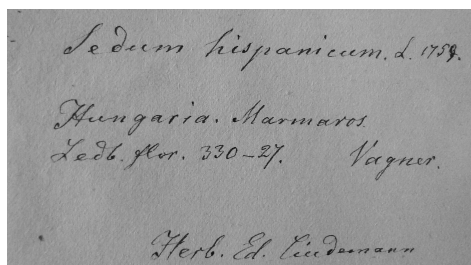 Sedum hispanicum. L. 1759.
Hungaria. Marmaros.
Ledb. flor. 330-27. Vagner.
Herb. Ed. Lindemann